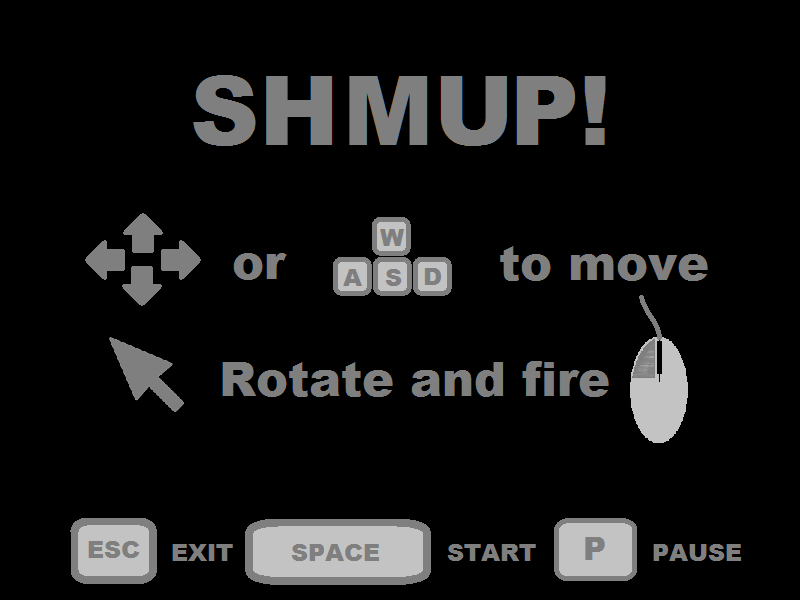 SHMUP!
or W to move
A S D
Rotate and fire
ESC EXIT SPACE START P PAUSE